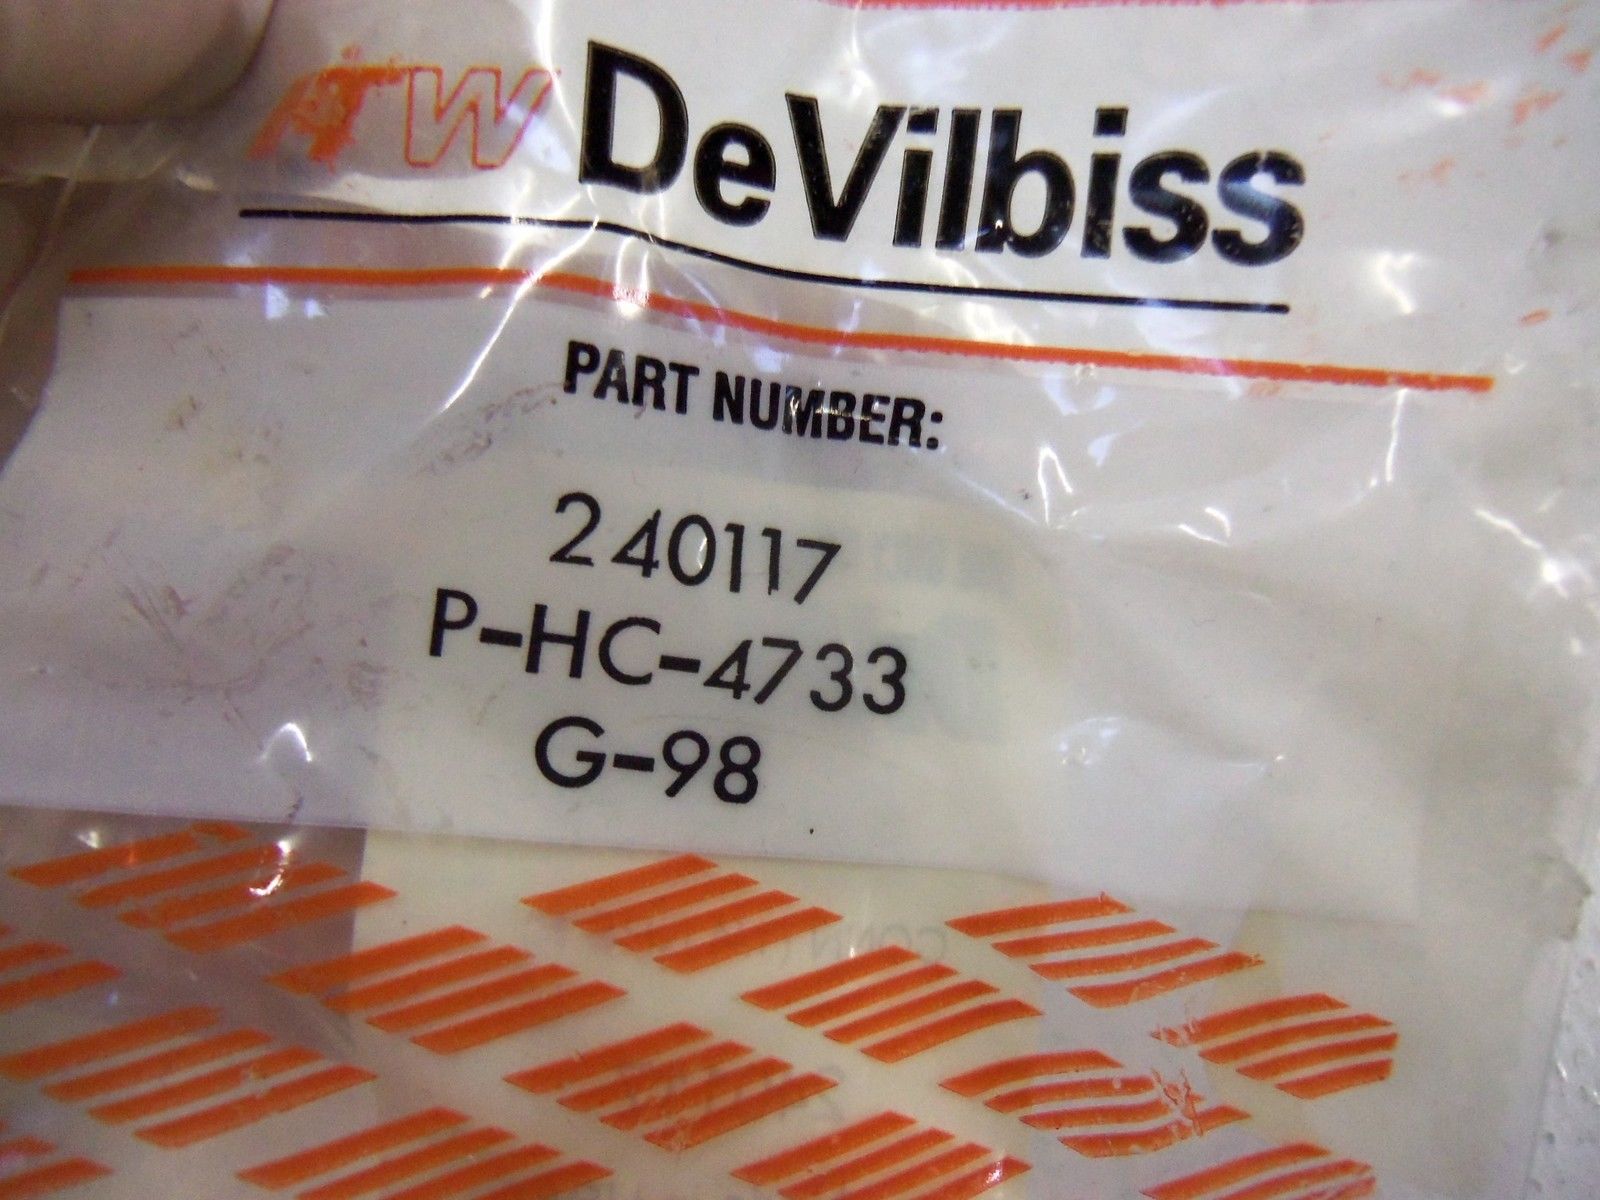 ITW DeVilbiss
PART NUMBER:
240117
P-HC-4733
G-98